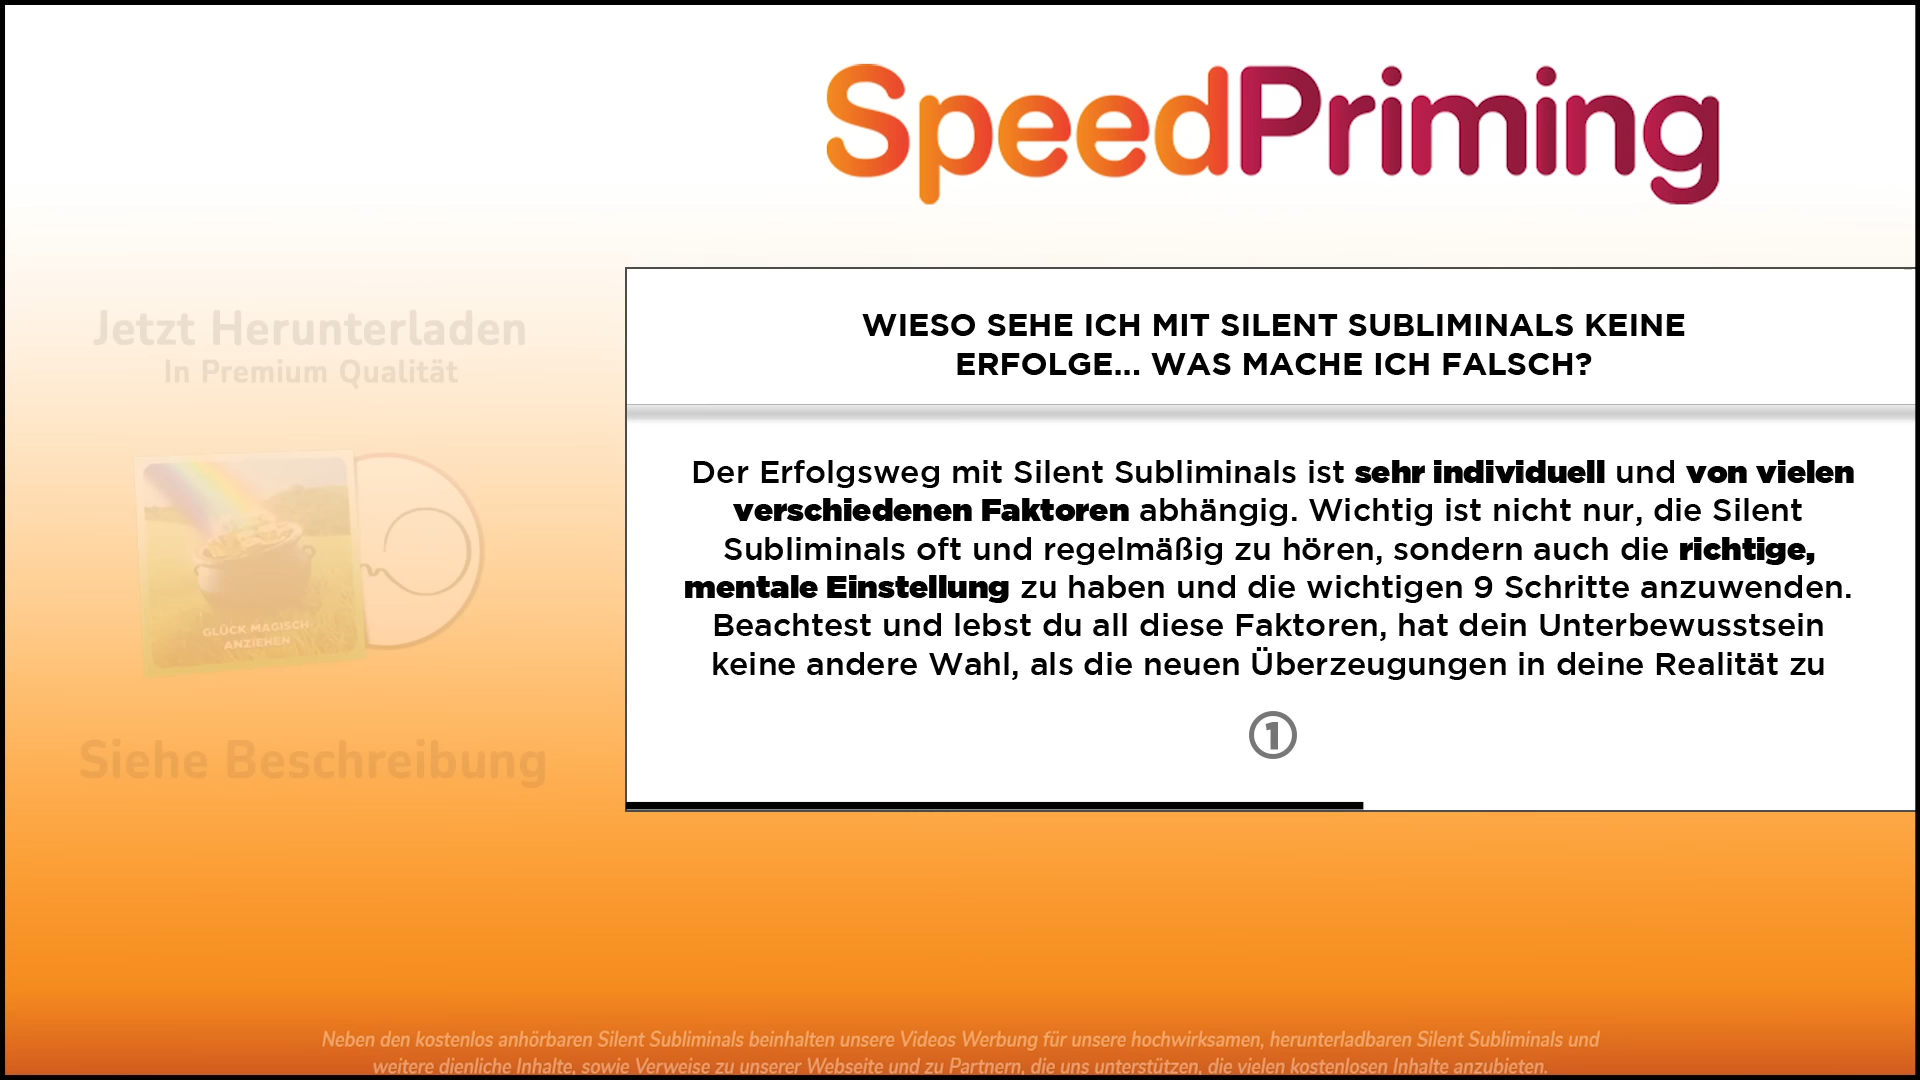 SpeedPriming
Jetzt Herunterladen
In Premium Qualität
GLÜCK MAGISCH
ANZIEHEN
Siehe Beschreibung
WIESO SEHE ICH MIT SILENT SUBLIMINALS KEINE
ERFOLGE... WAS MACHE ICH FALSCH?
Der Erfolgsweg mit Silent Subliminals ist sehr individuell und von vielen
verschiedenen Faktoren abhängig. Wichtig ist nicht nur, die Silent
Subliminals oft und regelmäßig zu hören, sondern auch die richtige,
mentale Einstellung zu haben und die wichtigen 9 Schritte anzuwenden.
Beachtest und lebst du all diese Faktoren, hat dein Unterbewusstsein
keine andere Wahl, als die neuen Überzeugungen in deine Realität zu
1
Neben den kostenlos anhörbaren Silent Subliminals beinhalten unsere Videos Werbung für unsere hochwirksamen, herunterladbaren Silent Subliminals und
weitere dienliche Inhalte, sowie Verweise zu unserer Webseite und zu Partnern, die uns unterstützen, die vielen kostenlosen Inhalte anzubieten.